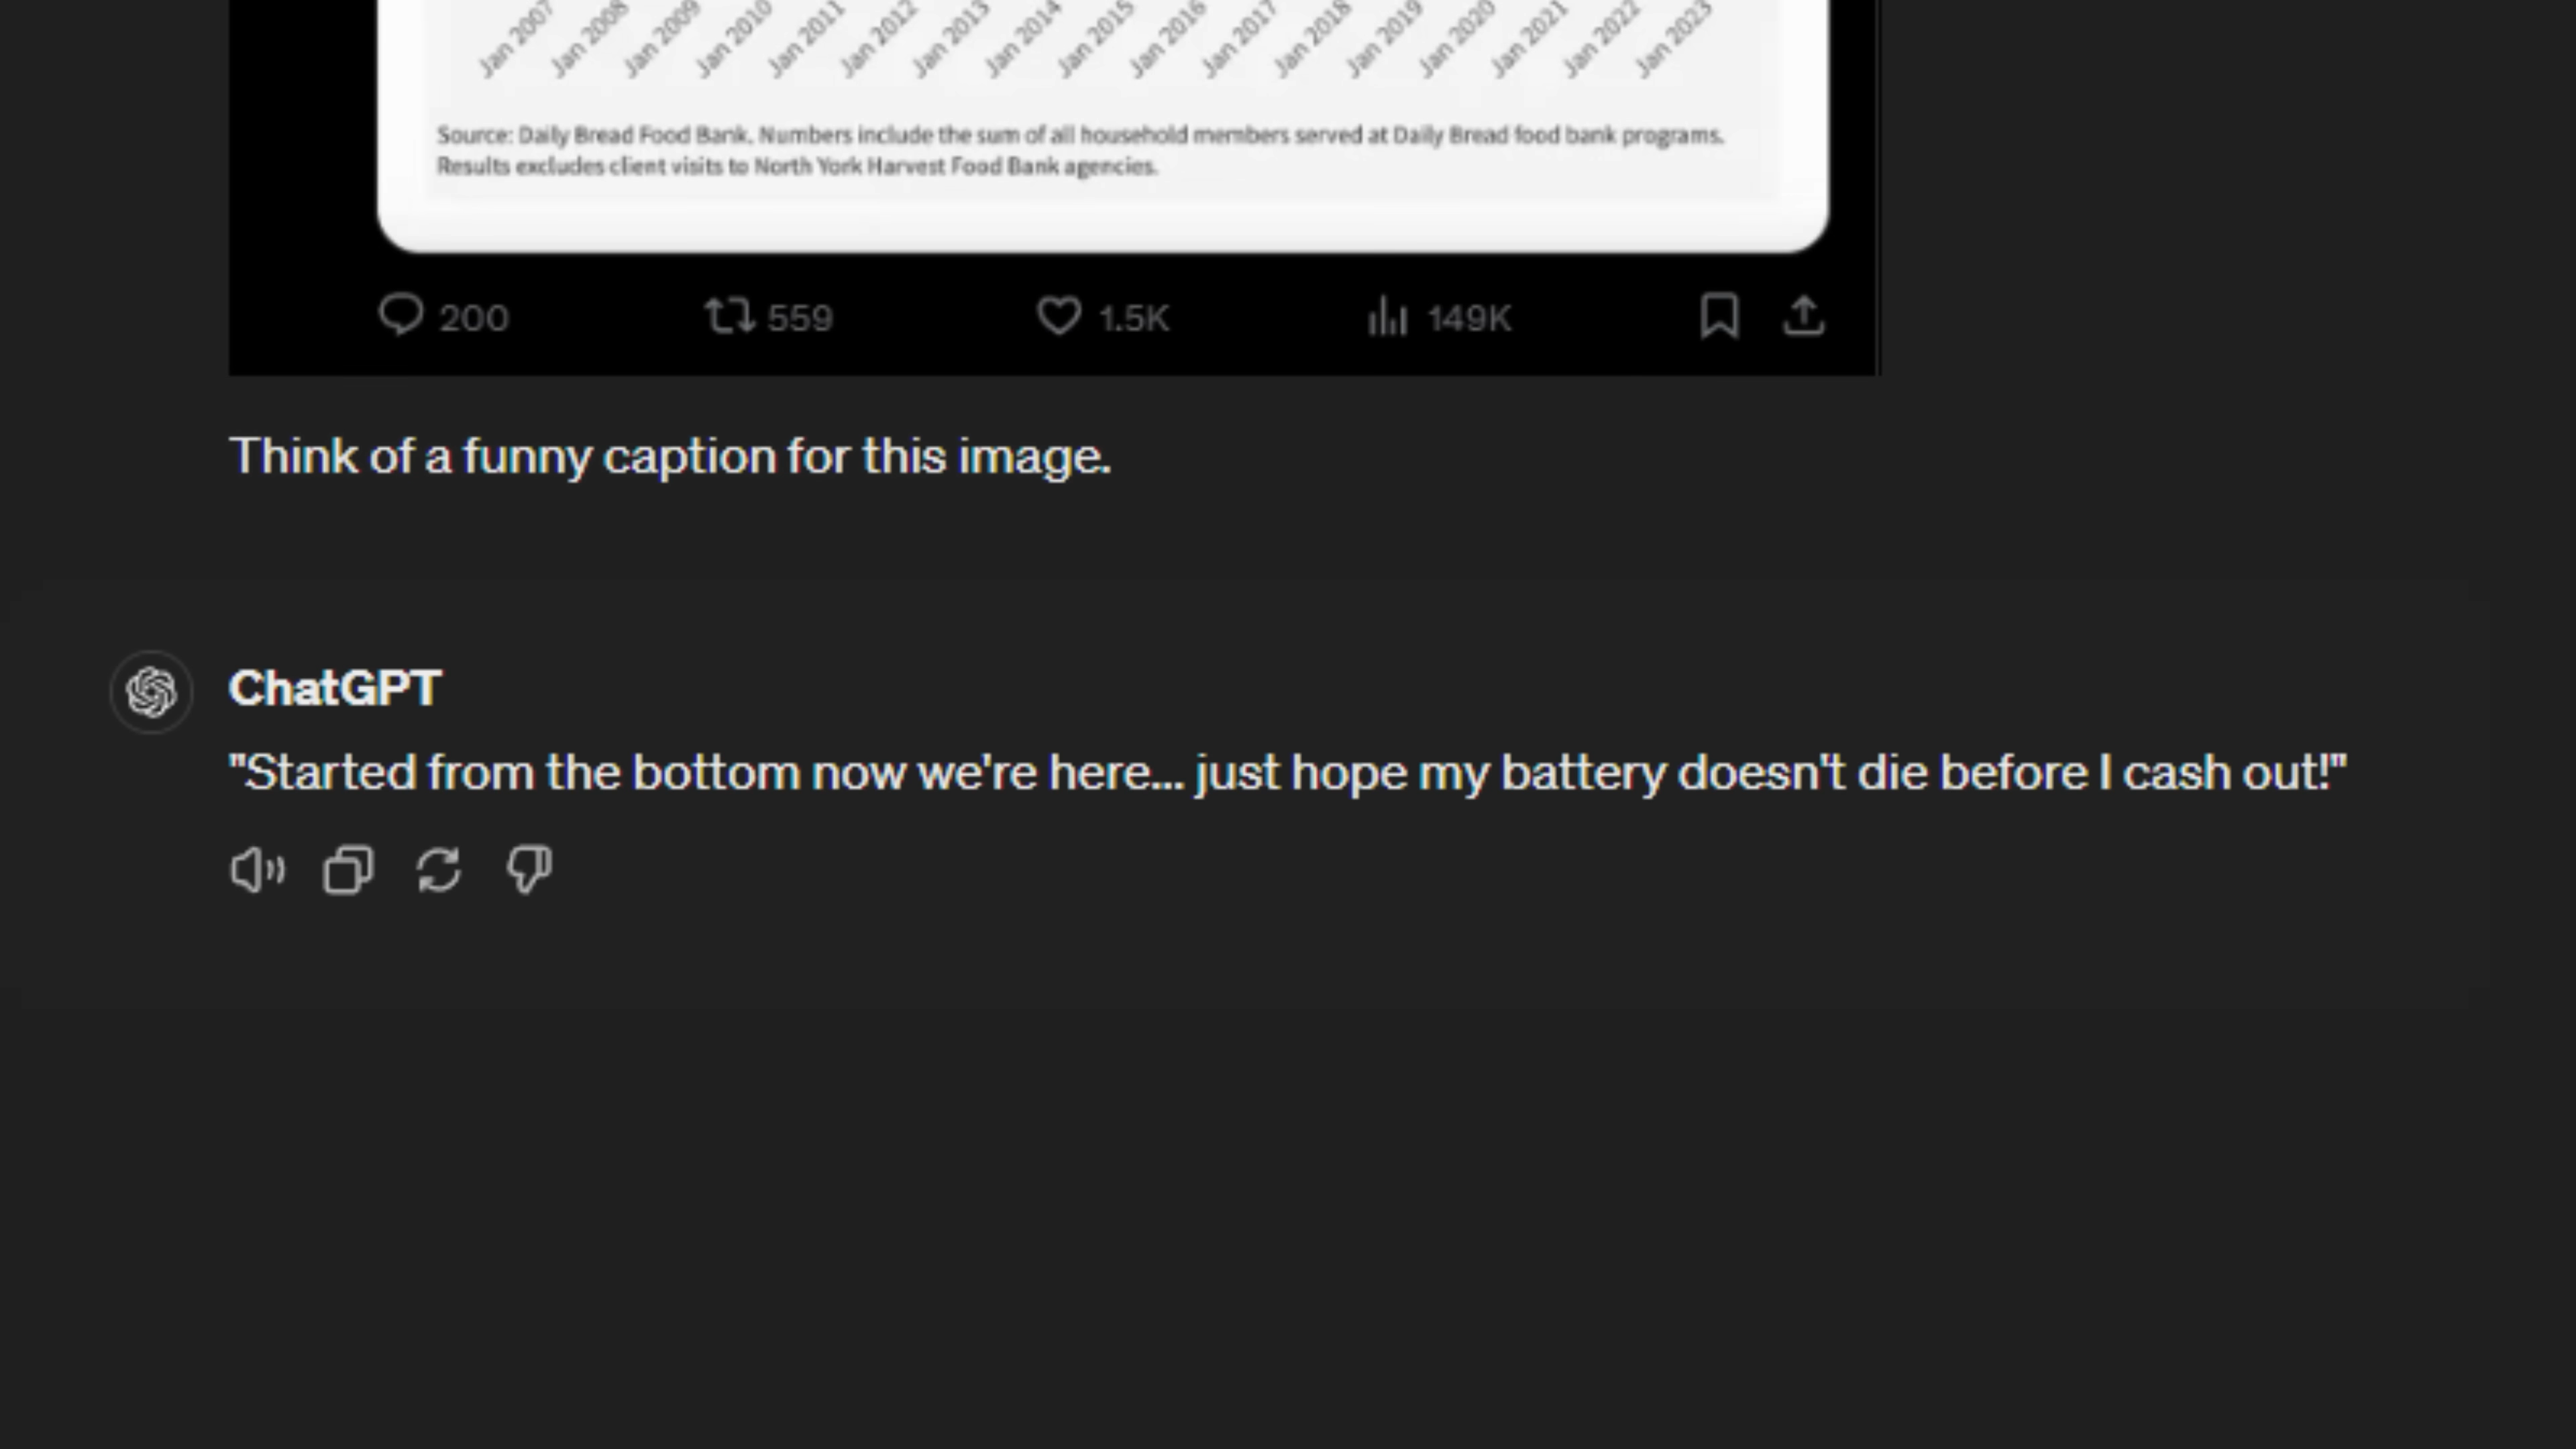 Jan 2007 Jan 2008 Jan 2009 Jan 2010 Jan 2011 Jan 2012 Jan 2013 Jan 2014 Jan 2015 Jan 2016 Jan 2017 Jan 2018 Jan 2019 Jan 2020 Jan 2021 Jan 2022 Jan 2023
Source: Daily Bread Food Bank. Numbers include the sum of all household members served at Daily Bread food bank programs.
Results excludes client visits to North York Harvest Food Bank agencies.
200 559 1.5K 149K
Think of a funny caption for this image.
ChatGPT
"Started from the bottom now we're here... just hope my battery doesn't die before I cash out!"